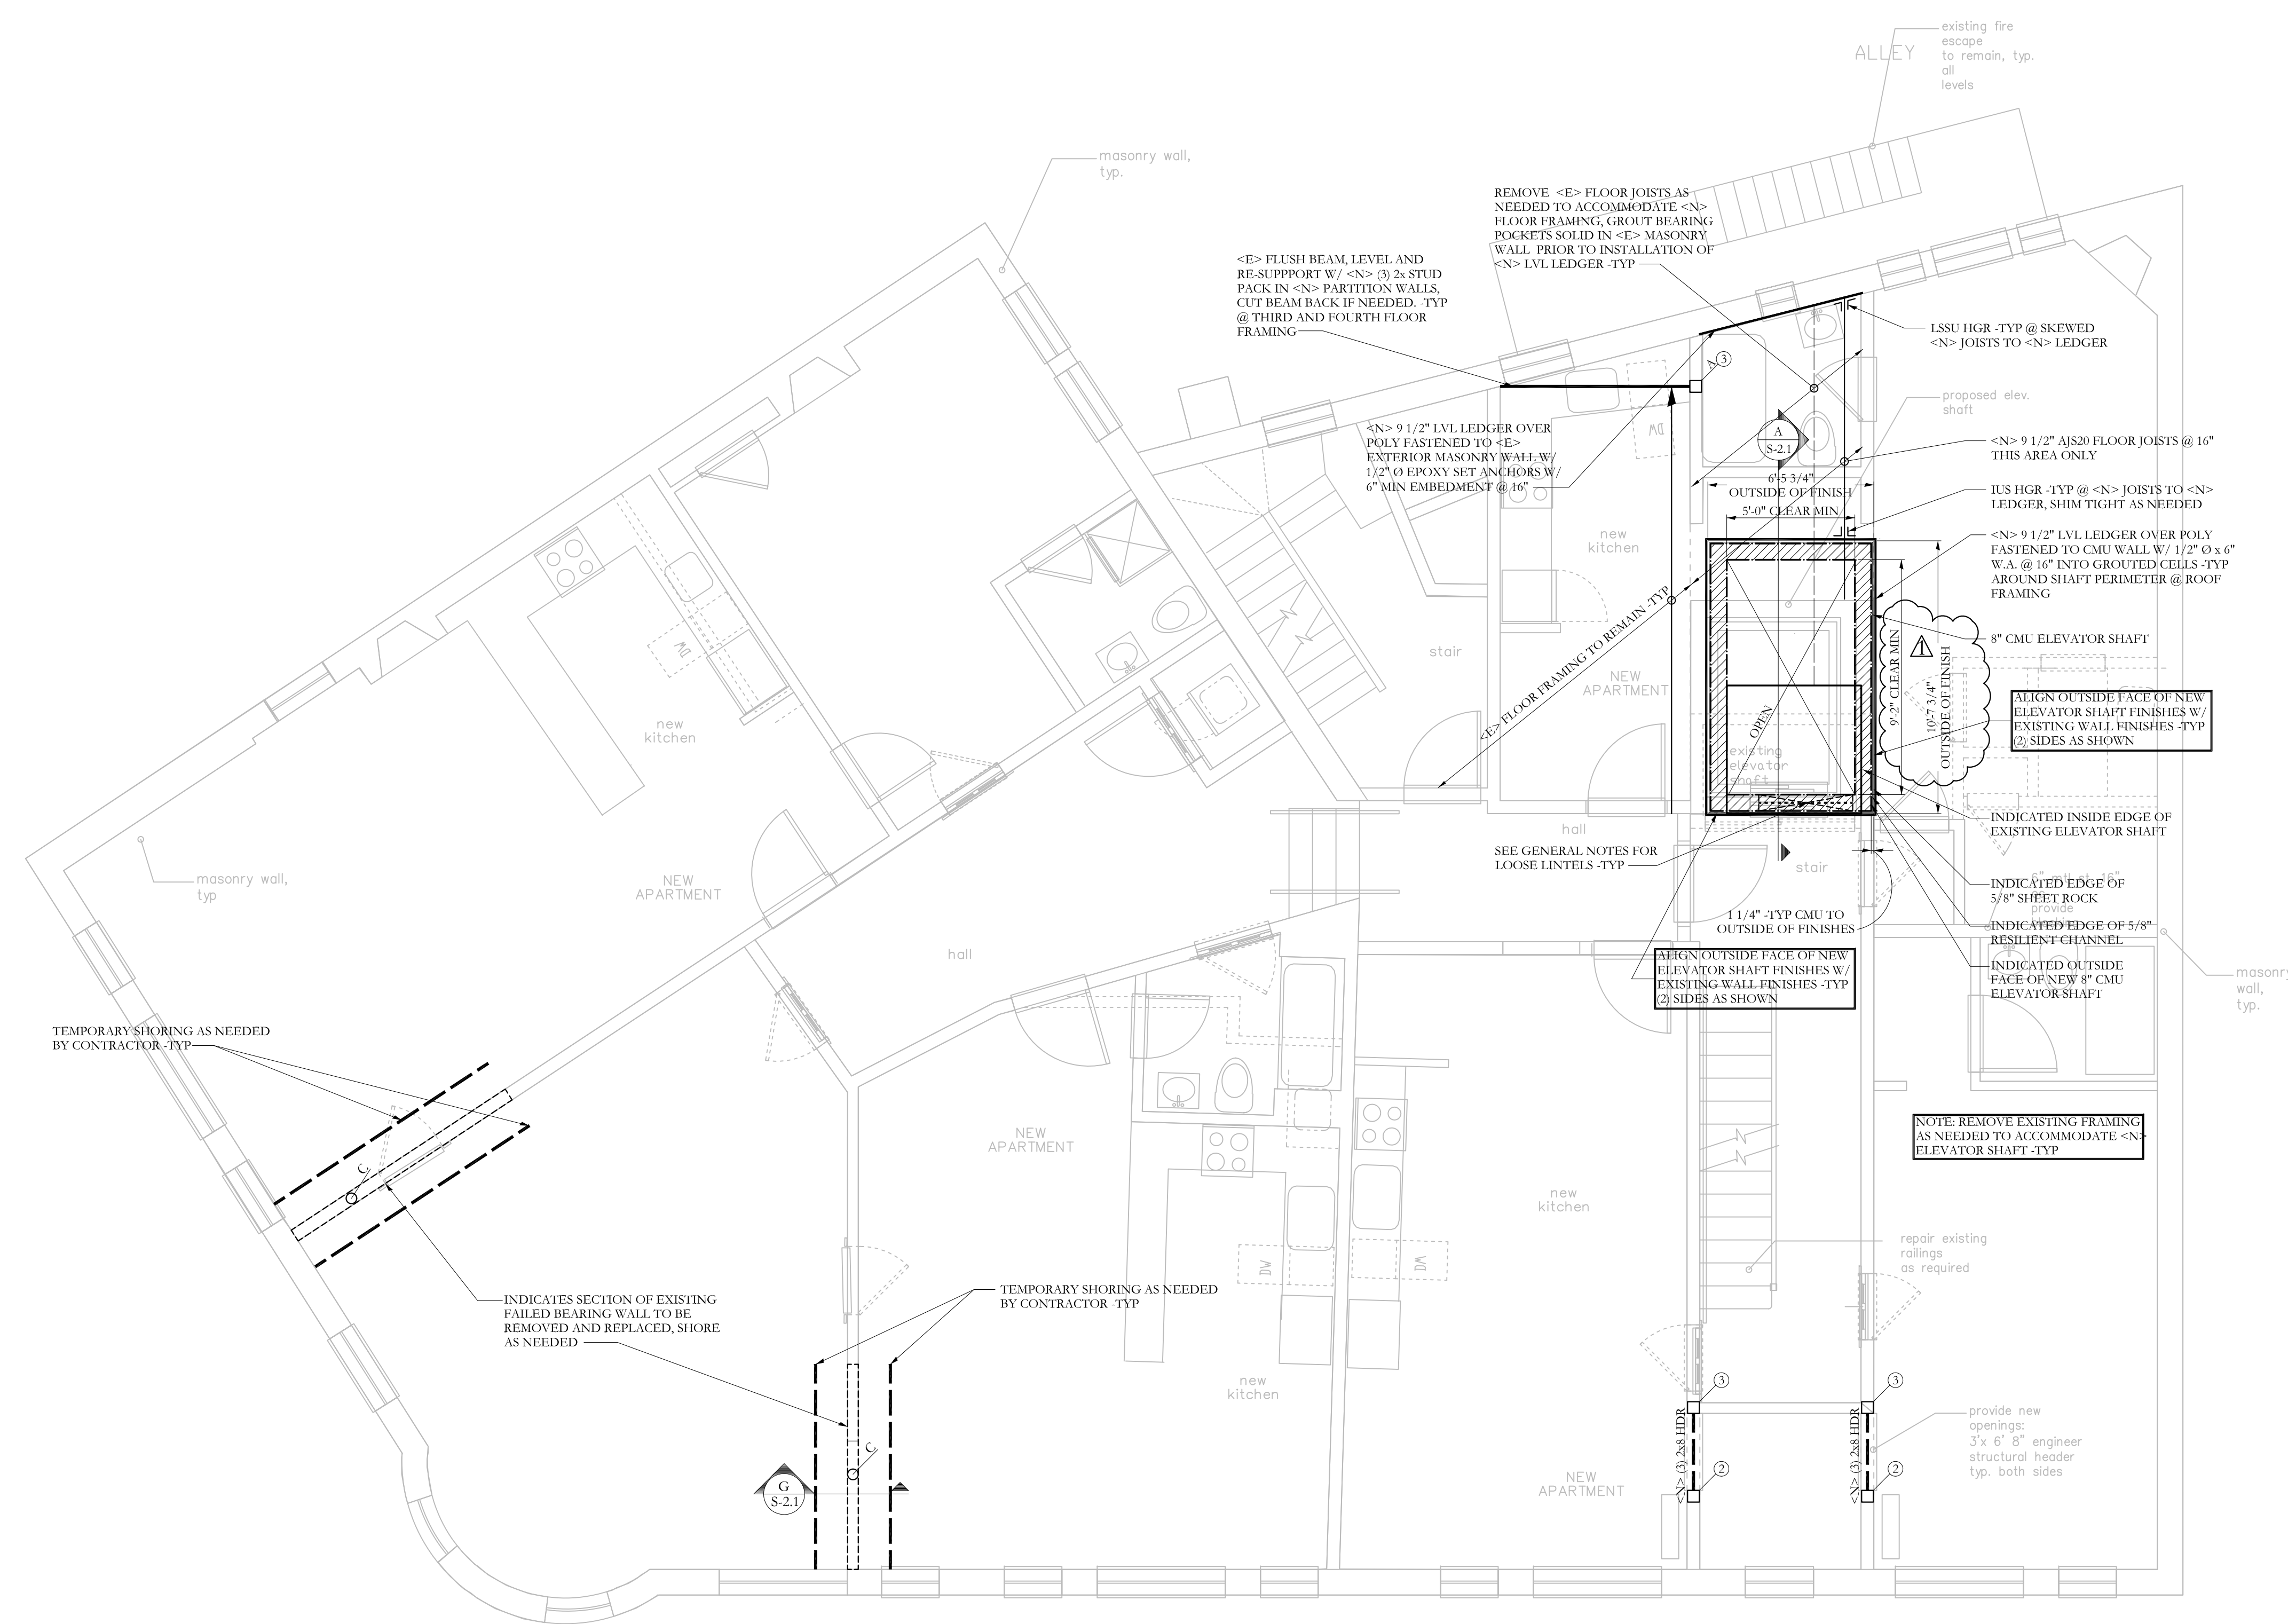 existing fire
escape
to remain, typ.
all
levels
ALLEY
masonry wall,
typ.
REMOVE <E> FLOOR JOISTS AS
NEEDED TO ACCOMMODATE <N>
FLOOR FRAMING, GROUT BEARING
POCKETS SOLID IN <E> MASONRY
WALL PRIOR TO INSTALLATION OF
<N> LVL LEDGER -TYP
<E> FLUSH BEAM, LEVEL AND
RE-SUPPPORT W/ <N> (3) 2x STUD
PACK IN <N> PARTITION WALLS,
CUT BEAM BACK IF NEEDED. -TYP
@ THIRD AND FOURTH FLOOR
FRAMING
LSSU HGR -TYP @ SKEWED
<N> JOISTS TO <N> LEDGER
A
3
proposed elev.
shaft
<N> 9 1/2" LVL LEDGER OVER
POLY FASTENED TO <E>
EXTERIOR MASONRY WALL W/
1/2" Ø EPOXY SET ANCHORS W/
6" MIN EMBEDMENT @ 16"
DW
A
S-2.1
<N> 9 1/2" AJS20 FLOOR JOISTS @ 16"
THIS AREA ONLY
6'-5 3/4"
OUTSIDE OF FINISH
5'-0" CLEAR MIN
IUS HGR -TYP @ <N> JOISTS TO <N>
LEDGER, SHIM TIGHT AS NEEDED
<N> 9 1/2" LVL LEDGER OVER POLY
FASTENED TO CMU WALL W/ 1/2" Ø x 6"
W.A. @ 16" INTO GROUTED CELLS -TYP
AROUND SHAFT PERIMETER @ ROOF
FRAMING
new
kitchen
<E> FLOOR FRAMING TO REMAIN -TYP
8" CMU ELEVATOR SHAFT
1
9'-2" CLEAR MIN
10'-7 3/4"
OUTSIDE OF FINISH
stair
NEW
APARTMENT
DW
ALIGN OUTSIDE FACE OF NEW
ELEVATOR SHAFT FINISHES W/
EXISTING WALL FINISHES -TYP
(2) SIDES AS SHOWN
OPEN
existing
elevator
shaft
new
kitchen
INDICATED INSIDE EDGE OF
EXISTING ELEVATOR SHAFT
hall
SEE GENERAL NOTES FOR
LOOSE LINTELS -TYP
stair
masonry wall,
typ
NEW
APARTMENT
6" mtl st. 16"
provide
INDICATED EDGE OF
5/8" SHEET ROCK
1 1/4" -TYP CMU TO
OUTSIDE OF FINISHES
INDICATED EDGE OF 5/8"
RESILIENT CHANNEL
hall
ALIGN OUTSIDE FACE OF NEW
ELEVATOR SHAFT FINISHES W/
EXISTING WALL FINISHES -TYP
(2) SIDES AS SHOWN
INDICATED OUTSIDE
FACE OF NEW 8" CMU
ELEVATOR SHAFT
masonry
wall,
typ.
TEMPORARY SHORING AS NEEDED
BY CONTRACTOR -TYP
C
NEW
APARTMENT
NOTE: REMOVE EXISTING FRAMING
AS NEEDED TO ACCOMMODATE <N>
ELEVATOR SHAFT -TYP
new
kitchen
repair existing
railings
as required
DW
DW
INDICATES SECTION OF EXISTING
FAILED BEARING WALL TO BE
REMOVED AND REPLACED, SHORE
AS NEEDED
TEMPORARY SHORING AS NEEDED
BY CONTRACTOR -TYP
new
kitchen
3
3
<N> (3) 2x8 HDR
<N> (3) 2x8 HDR
provide new
openings:
3'x 6' 8" engineer
structural header
typ. both sides
C
2
2
G
S-2.1
NEW
APARTMENT